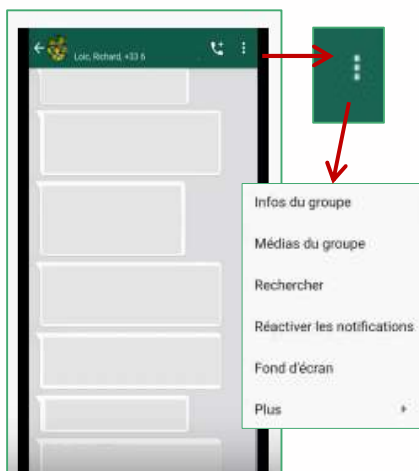 Loic, Richard, +33 6
Infos du groupe
Médias du groupe
Rechercher
Réactiver les notifications
Fond d'écran
Plus